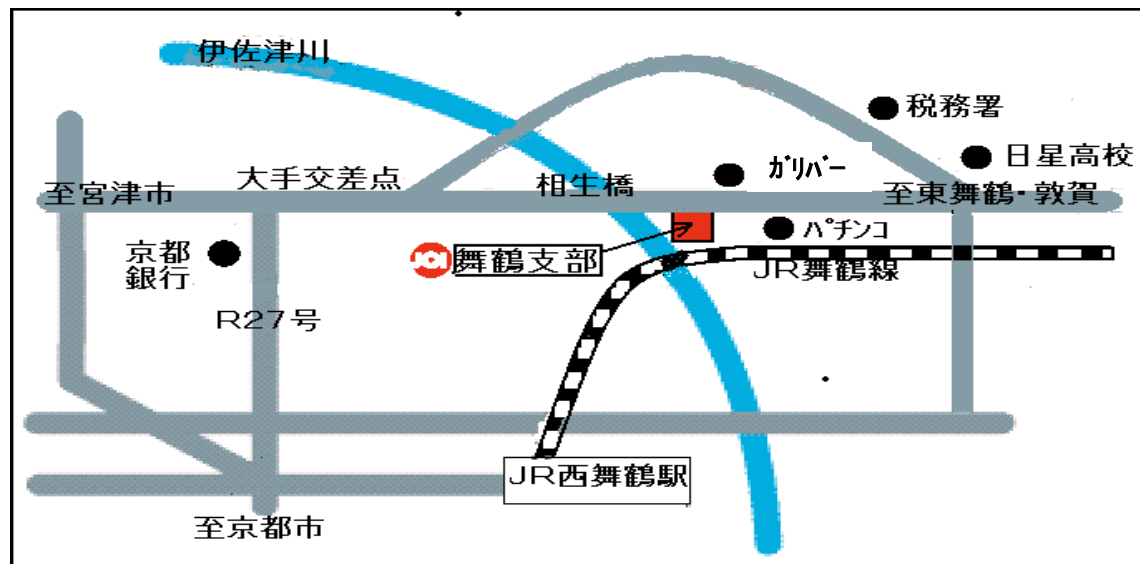 伊佐津川
税務署
日星高校
ｶﾞﾘﾊﾞｰ
大手交差点
相生橋
至宮津市
至東舞鶴・敦賀
ﾊﾟﾁﾝｺ
京都
銀行
舞鶴支部
JR舞鶴線
R27号
JR西舞鶴駅
至京都市